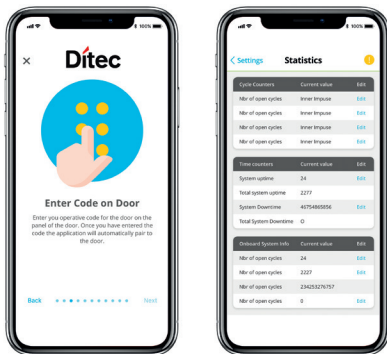 100%
×
Dítec
Enter Code on Door
Enter you operative code for the door on the
panel of the door. Once you have entered the
code the application will automatically pair to
the door.
Back
Next
100%
< Settings
Statistics
!
Cycle Counters Current value Edit
Nbr of open cycles Inner Impuse Edit
Nbr of open cycles Inner Impuse Edit
Nbr of open cycles Inner Impuse Edit
Nbr of open cycles Inner Impuse Edit
Time counters Current value Edit
System uptime 24 Edit
Total system uptime 2277
System Downtime 46754865856 Edit
Total System Downtime O
Onboard System Info Current value Edit
Nbr of open cycles 24 Edit
Nbr of open cycles 2227 Edit
Nbr of open cycles 234253276757
Nbr of open cycles 0 Edit